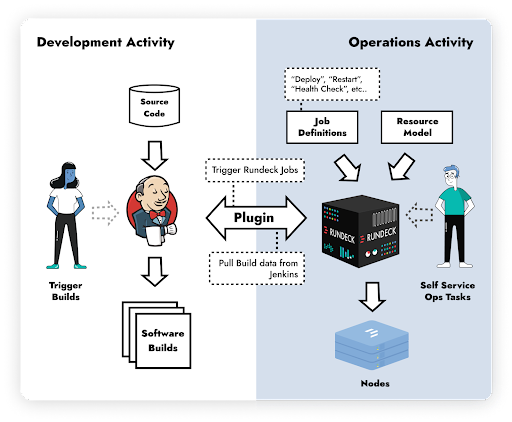 Development Activity
Operations Activity
"Deploy", "Restart",
"Health Check", etc..
Source
Code
Job
Definitions
Resource
Model
Trigger Rundeck Jobs
Plugin
RUNDECK
RUNDECK
Pull Build data from
Jenkins
Trigger
Builds
Self Service
Ops Tasks
Software
Builds
Nodes